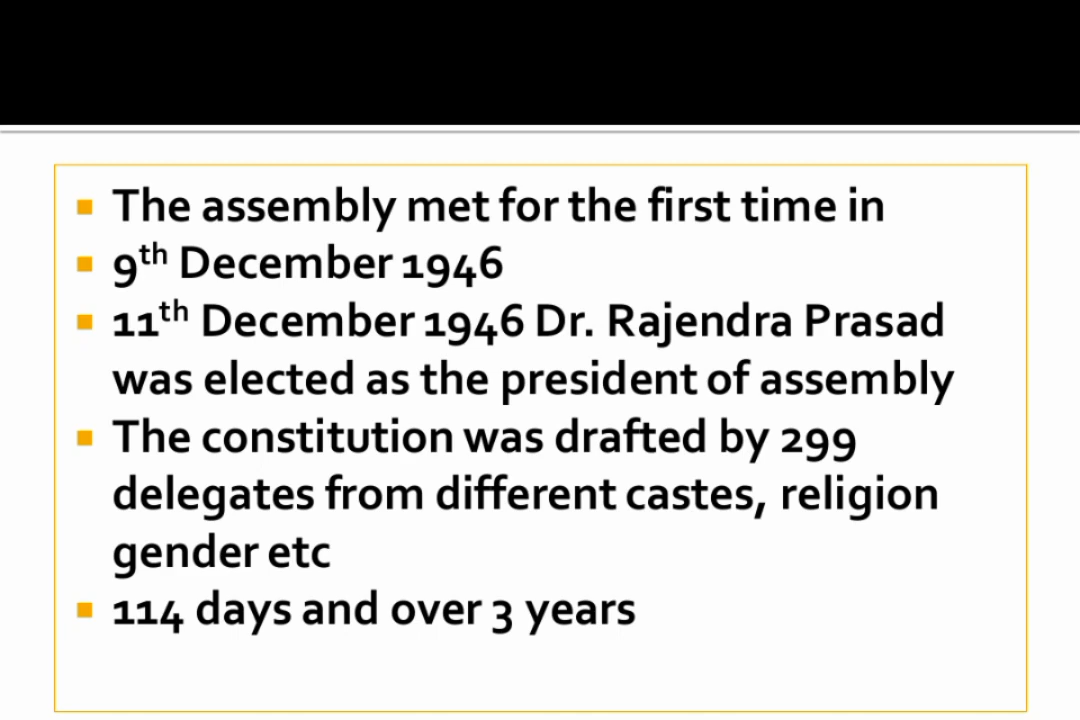 The assembly met for the first time in
9th December 1946
11th December 1946 Dr. Rajendra Prasad
was elected as the president of assembly
The constitution was drafted by 299
delegates from different castes, religion
gender etc
114 days and over 3 years